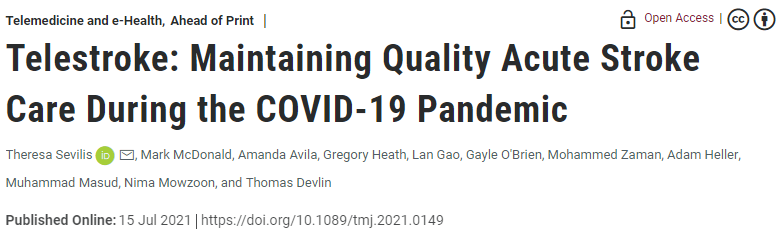 Telemedicine and e-Health, Ahead of Print | Open Access | cc
Telestroke: Maintaining Quality Acute Stroke
Care During the COVID-19 Pandemic
Theresa Sevilis iD, Mark McDonald, Amanda Avila, Gregory Heath, Lan Gao, Gayle O'Brien, Mohammed Zaman, Adam Heller,
Muhammad Masud, Nima Mowzoon, and Thomas Devlin
Published Online: 15 Jul 2021 | https://doi.org/10.1089/tmj.2021.0149